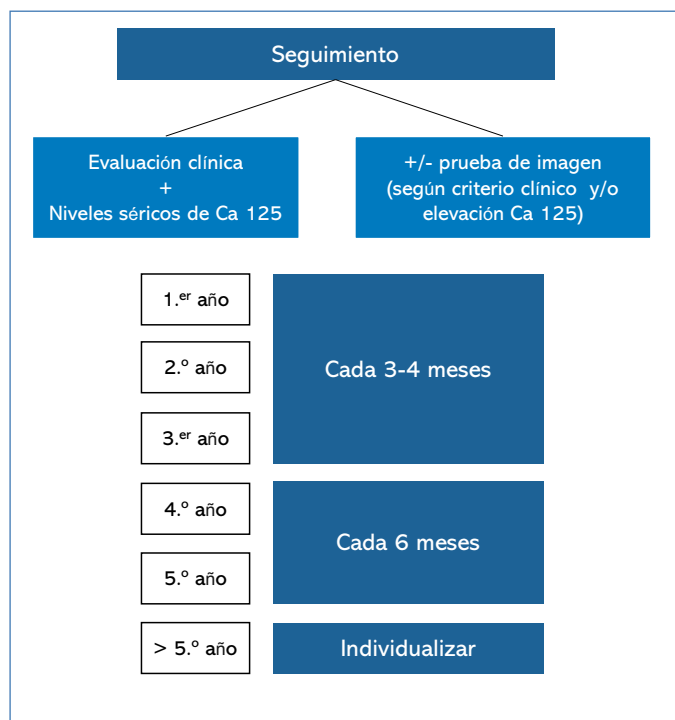 Seguimiento
Evaluación clínica
+
Niveles séricos de Ca 125
+/- prueba de imagen
(según criterio clínico y/o
elevación Ca 125)
1.er año
2.º año
3.er año
Cada 3-4 meses
4.º año
5.º año
Cada 6 meses
> 5.º año
Individualizar